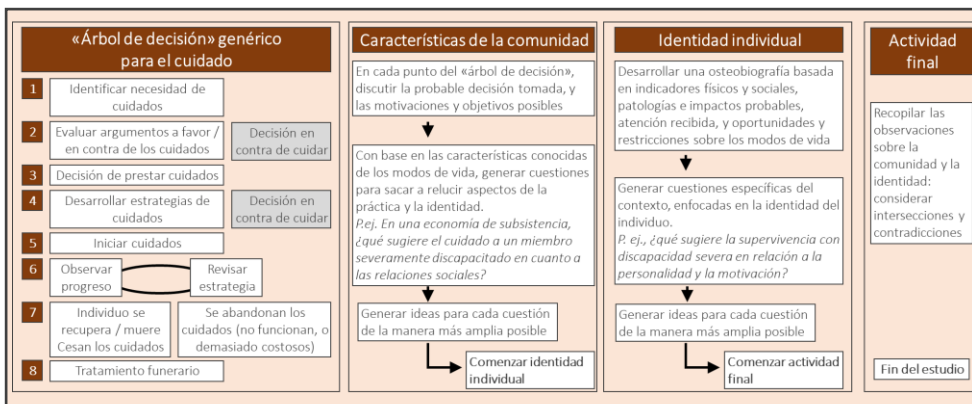 «Árbol de decisión» genérico
para el cuidado
1
Identificar necesidad de
cuidados
2
Evaluar argumentos a favor /
en contra de los cuidados
Decisión en
contra de cuidar
3
Decisión de prestar cuidados
4
Desarrollar estrategias de
cuidados
Decisión en
contra de cuidar
5
Iniciar cuidados
6
Observar
progreso
Revisar
estrategia
7
Individuo se
recupera / muere
Cesan los cuidados
Se abandonan los
cuidados (no funcionan, o
demasiado costosos)
8
Tratamiento funerario
Características de la comunidad
En cada punto del «árbol de decisión»,
discutir la probable decisión tomada, y
las motivaciones y objetivos posibles
Con base en las características conocidas
de los modos de vida, generar cuestiones
para sacar a relucir aspectos de la
práctica y la identidad.
P.ej. En una economía de subsistencia,
¿qué sugiere el cuidado a un miembro
severamente discapacitado en cuanto a
las relaciones sociales?
Generar ideas para cada cuestión
de la manera más amplia posible
Comenzar identidad
individual
Identidad individual
Desarrollar una osteobiografía basada
en indicadores físicos y sociales,
patologías e impactos probables,
atención recibida, y oportunidades y
restricciones sobre los modos de vida
Generar cuestiones específicas del
contexto, enfocadas en la identidad del
individuo.
P. ej., ¿qué sugiere la supervivencia con
discapacidad severa en relación a la
personalidad y la motivación?
Generar ideas para cada cuestión
de la manera más amplia posible
Comenzar actividad
final
Actividad
final
Recopilar las
observaciones
sobre la
comunidad y la
identidad:
considerar
intersecciones y
contradicciones
Fin del estudio